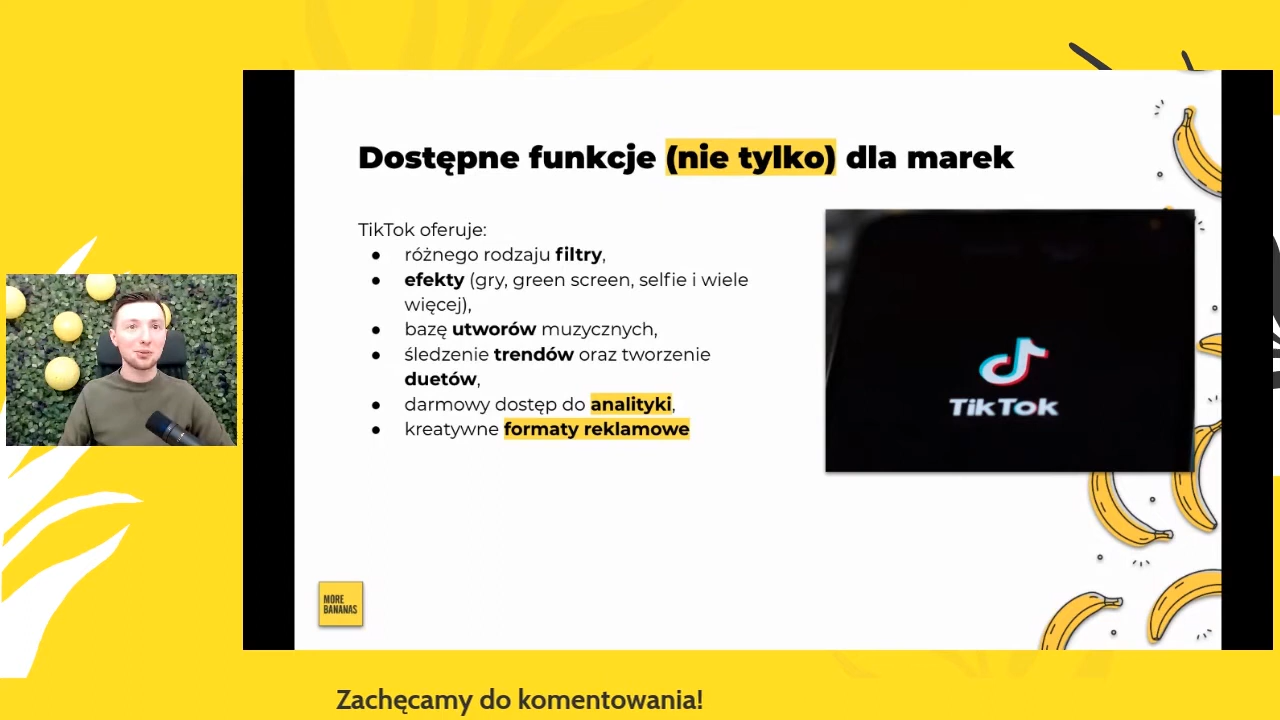 Dostępne funkcje (nie tylko) dla marek
TikTok oferuje:
● różnego rodzaju filtry,
● efekty (gry, green screen, selfie i wiele
więcej),
● bazę utworów muzycznych,
● śledzenie trendów oraz tworzenie
duetów,
● darmowy dostęp do analityki,
● kreatywne formaty reklamowe
TikTok
MORE
BANANAS
Zachęcamy do komentowania!